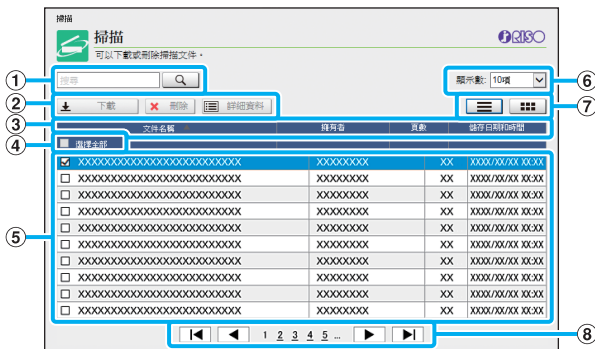 掃描
掃描
RISO
可以下載或刪除掃描文件。
① 搜尋
顯示數: 10項 ⑥
② 下載 刪除 詳細資料 ⑦
③ 文件名稱 擁有者 頁數 儲存日期和時間
④ 選擇全部
XXXXXXXXXXXXXXXXXXXXXXXXX XXXXXXXX XX XXXX/XX/XX XX:XX
XXXXXXXXXXXXXXXXXXXXXXXXX XXXXXXXX XX XXXX/XX/XX XX:XX
XXXXXXXXXXXXXXXXXXXXXXXXX XXXXXXXX XX XXXX/XX/XX XX:XX
XXXXXXXXXXXXXXXXXXXXXXXXX XXXXXXXX XX XXXX/XX/XX XX:XX
XXXXXXXXXXXXXXXXXXXXXXXXX XXXXXXXX XX XXXX/XX/XX XX:XX
⑤
XXXXXXXXXXXXXXXXXXXXXXXXX XXXXXXXX XX XXXX/XX/XX XX:XX
XXXXXXXXXXXXXXXXXXXXXXXXX XXXXXXXX XX XXXX/XX/XX XX:XX
XXXXXXXXXXXXXXXXXXXXXXXXX XXXXXXXX XX XXXX/XX/XX XX:XX
XXXXXXXXXXXXXXXXXXXXXXXXX XXXXXXXX XX XXXX/XX/XX XX:XX
XXXXXXXXXXXXXXXXXXXXXXXXX XXXXXXXX XX XXXX/XX/XX XX:XX
1 2 3 4 5 ... ⑧